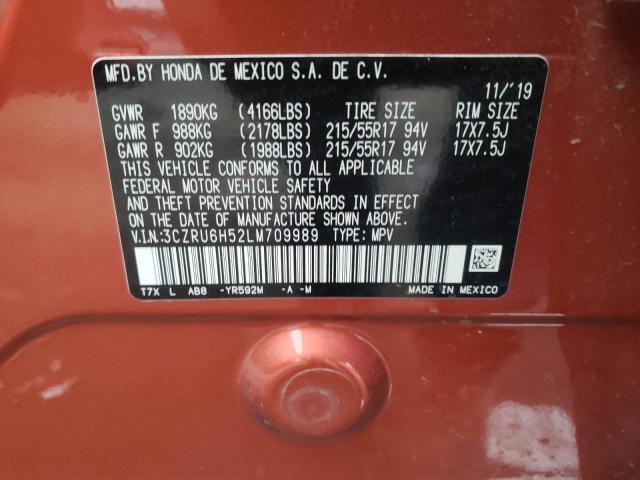 MFD.BY HONDA DE MEXICO S.A. DE C.V.
11/'19
GVWR 1890KG (4166LBS) TIRE SIZE RIM SIZE
GAWR F 988KG (2178LBS) 215/55R17 94V 17X7.5J
GAWR R 902KG (1988LBS) 215/55R17 94V 17X7.5J
THIS VEHICLE CONFORMS TO ALL APPLICABLE
FEDERAL MOTOR VEHICLE SAFETY
AND THEFT PREVENTION STANDARDS IN EFFECT
ON THE DATE OF MANUFACTURE SHOWN ABOVE.
V.I.N:3CZRU6H52LM709989 TYPE: MPV
T7X L AB8 -YR592M -A -M MADE IN MEXICO